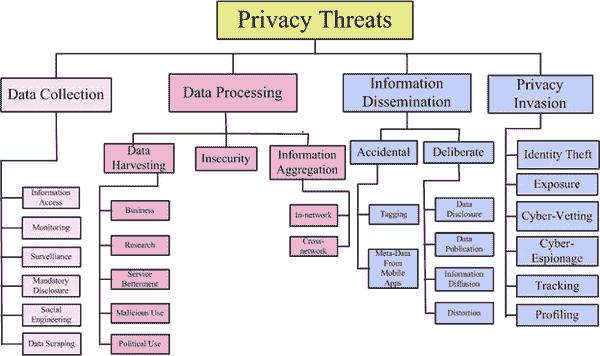 Privacy Threats
Data Collection
Data Processing
Information
Dissemination
Privacy
Invasion
Data
Harvesting
Insecurity
Information
Aggregation
Accidental
Deliberate
Identity Theft
Exposure
Cyber-Vetting
Cyber-
Espionage
Tracking
Profiling
Information
Access
Monitoring
Survelliance
Mandatory
Disclosure
Social
Engineering
Data Scraping
Business
Research
Service
Betterment
Malicious Use
Political Use
In-network
Cross-
network
Tagging
Meta-Data
From
Mobile
Apps
Data
Disclosure
Data
Publication
Information
Diffusion
Distortion